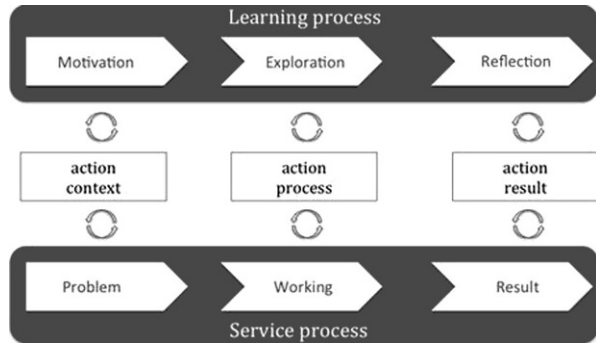 Learning process
Motivation
Exploration
Reflection
action
context
action
process
action
result
Problem
Working
Result
Service process